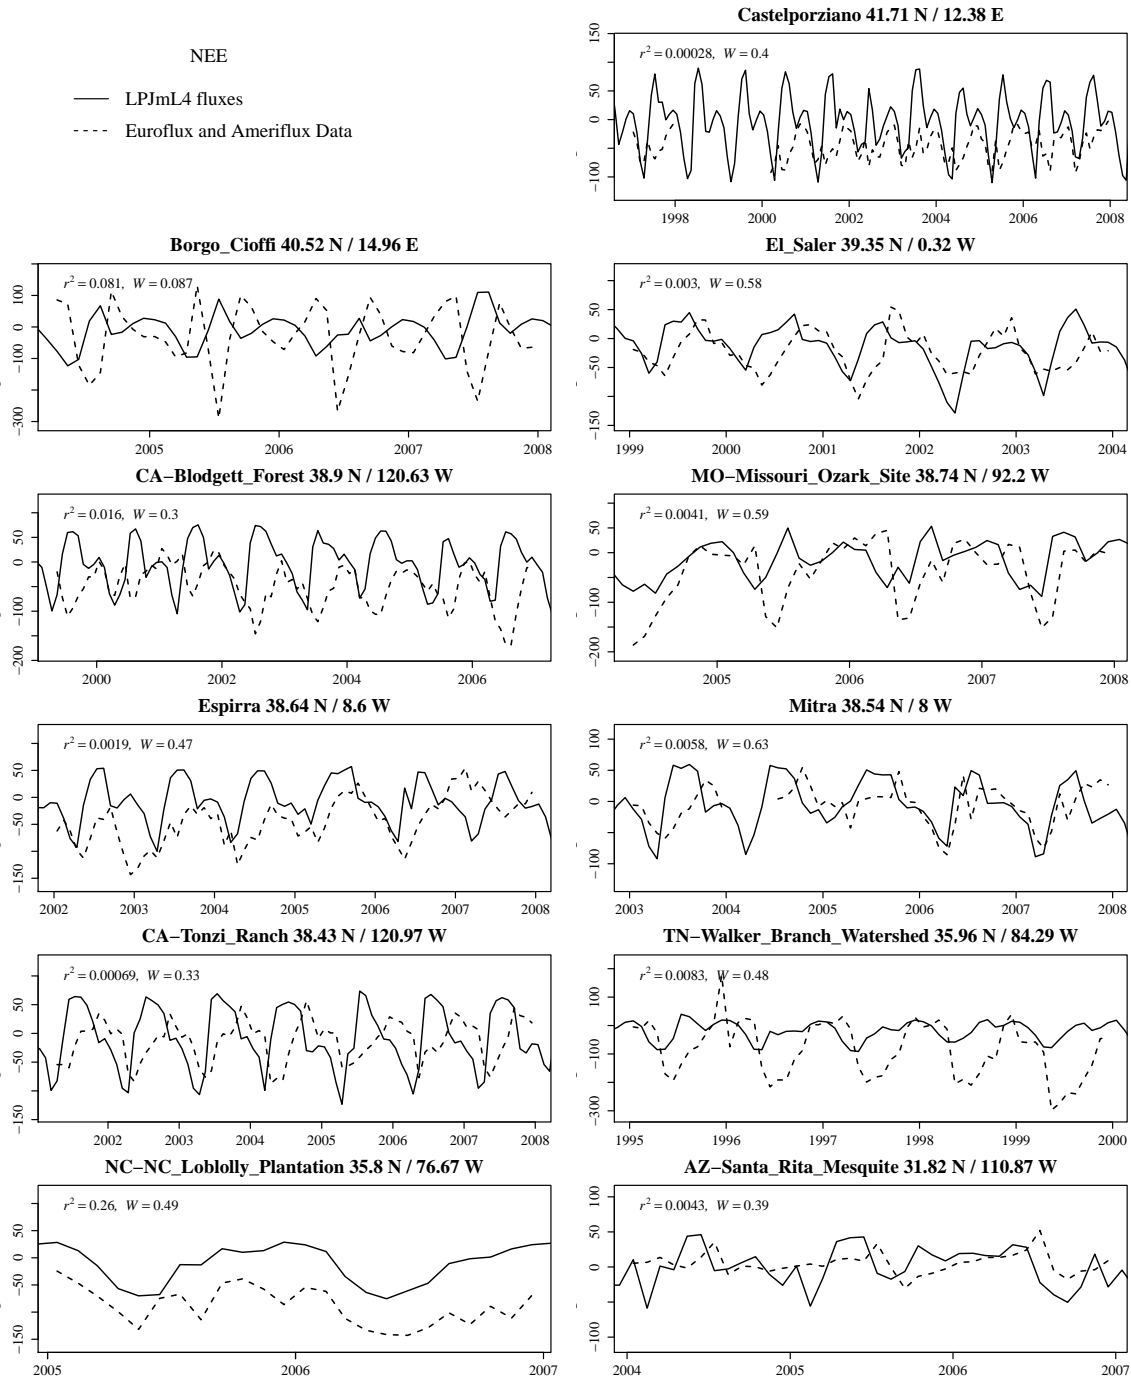 NEE
LPJmL4 fluxes
Euroflux and Ameriflux Data
Castelporziano 41.71 N / 12.38 E
r² = 0.00028, W = 0.4
150
50
0
−100
1998 2000 2002 2004 2006 2008
Borgo_Cioffi 40.52 N / 14.96 E
r² = 0.081, W = 0.087
100
0
−100
−300
2005 2006 2007 2008
El_Saler 39.35 N / 0.32 W
r² = 0.003, W = 0.58
50
0
−50
−150
1999 2000 2001 2002 2003 2004
CA−Blodgett_Forest 38.9 N / 120.63 W
r² = 0.016, W = 0.3
50
0
−100
−200
2000 2002 2004 2006
MO−Missouri_Ozark_Site 38.74 N / 92.2 W
r² = 0.0041, W = 0.59
50
0
−100
−200
2005 2006 2007 2008
Espirra 38.64 N / 8.6 W
r² = 0.0019, W = 0.47
50
0
−50
−150
2002 2003 2004 2005 2006 2007 2008
Mitra 38.54 N / 8 W
r² = 0.0058, W = 0.63
100
50
0
−100
2003 2004 2005 2006 2007 2008
CA−Tonzi_Ranch 38.43 N / 120.97 W
r² = 0.00069, W = 0.33
50
0
−50
−150
2002 2003 2004 2005 2006 2007 2008
TN−Walker_Branch_Watershed 35.96 N / 84.29 W
r² = 0.0083, W = 0.48
100
−100
−300
1995 1996 1997 1998 1999 2000
NC−NC_Loblolly_Plantation 35.8 N / 76.67 W
r² = 0.26, W = 0.49
50
0
−50
−150
2005 2006 2007
AZ−Santa_Rita_Mesquite 31.82 N / 110.87 W
r² = 0.0043, W = 0.39
100
50
0
−100
2004 2005 2006 2007